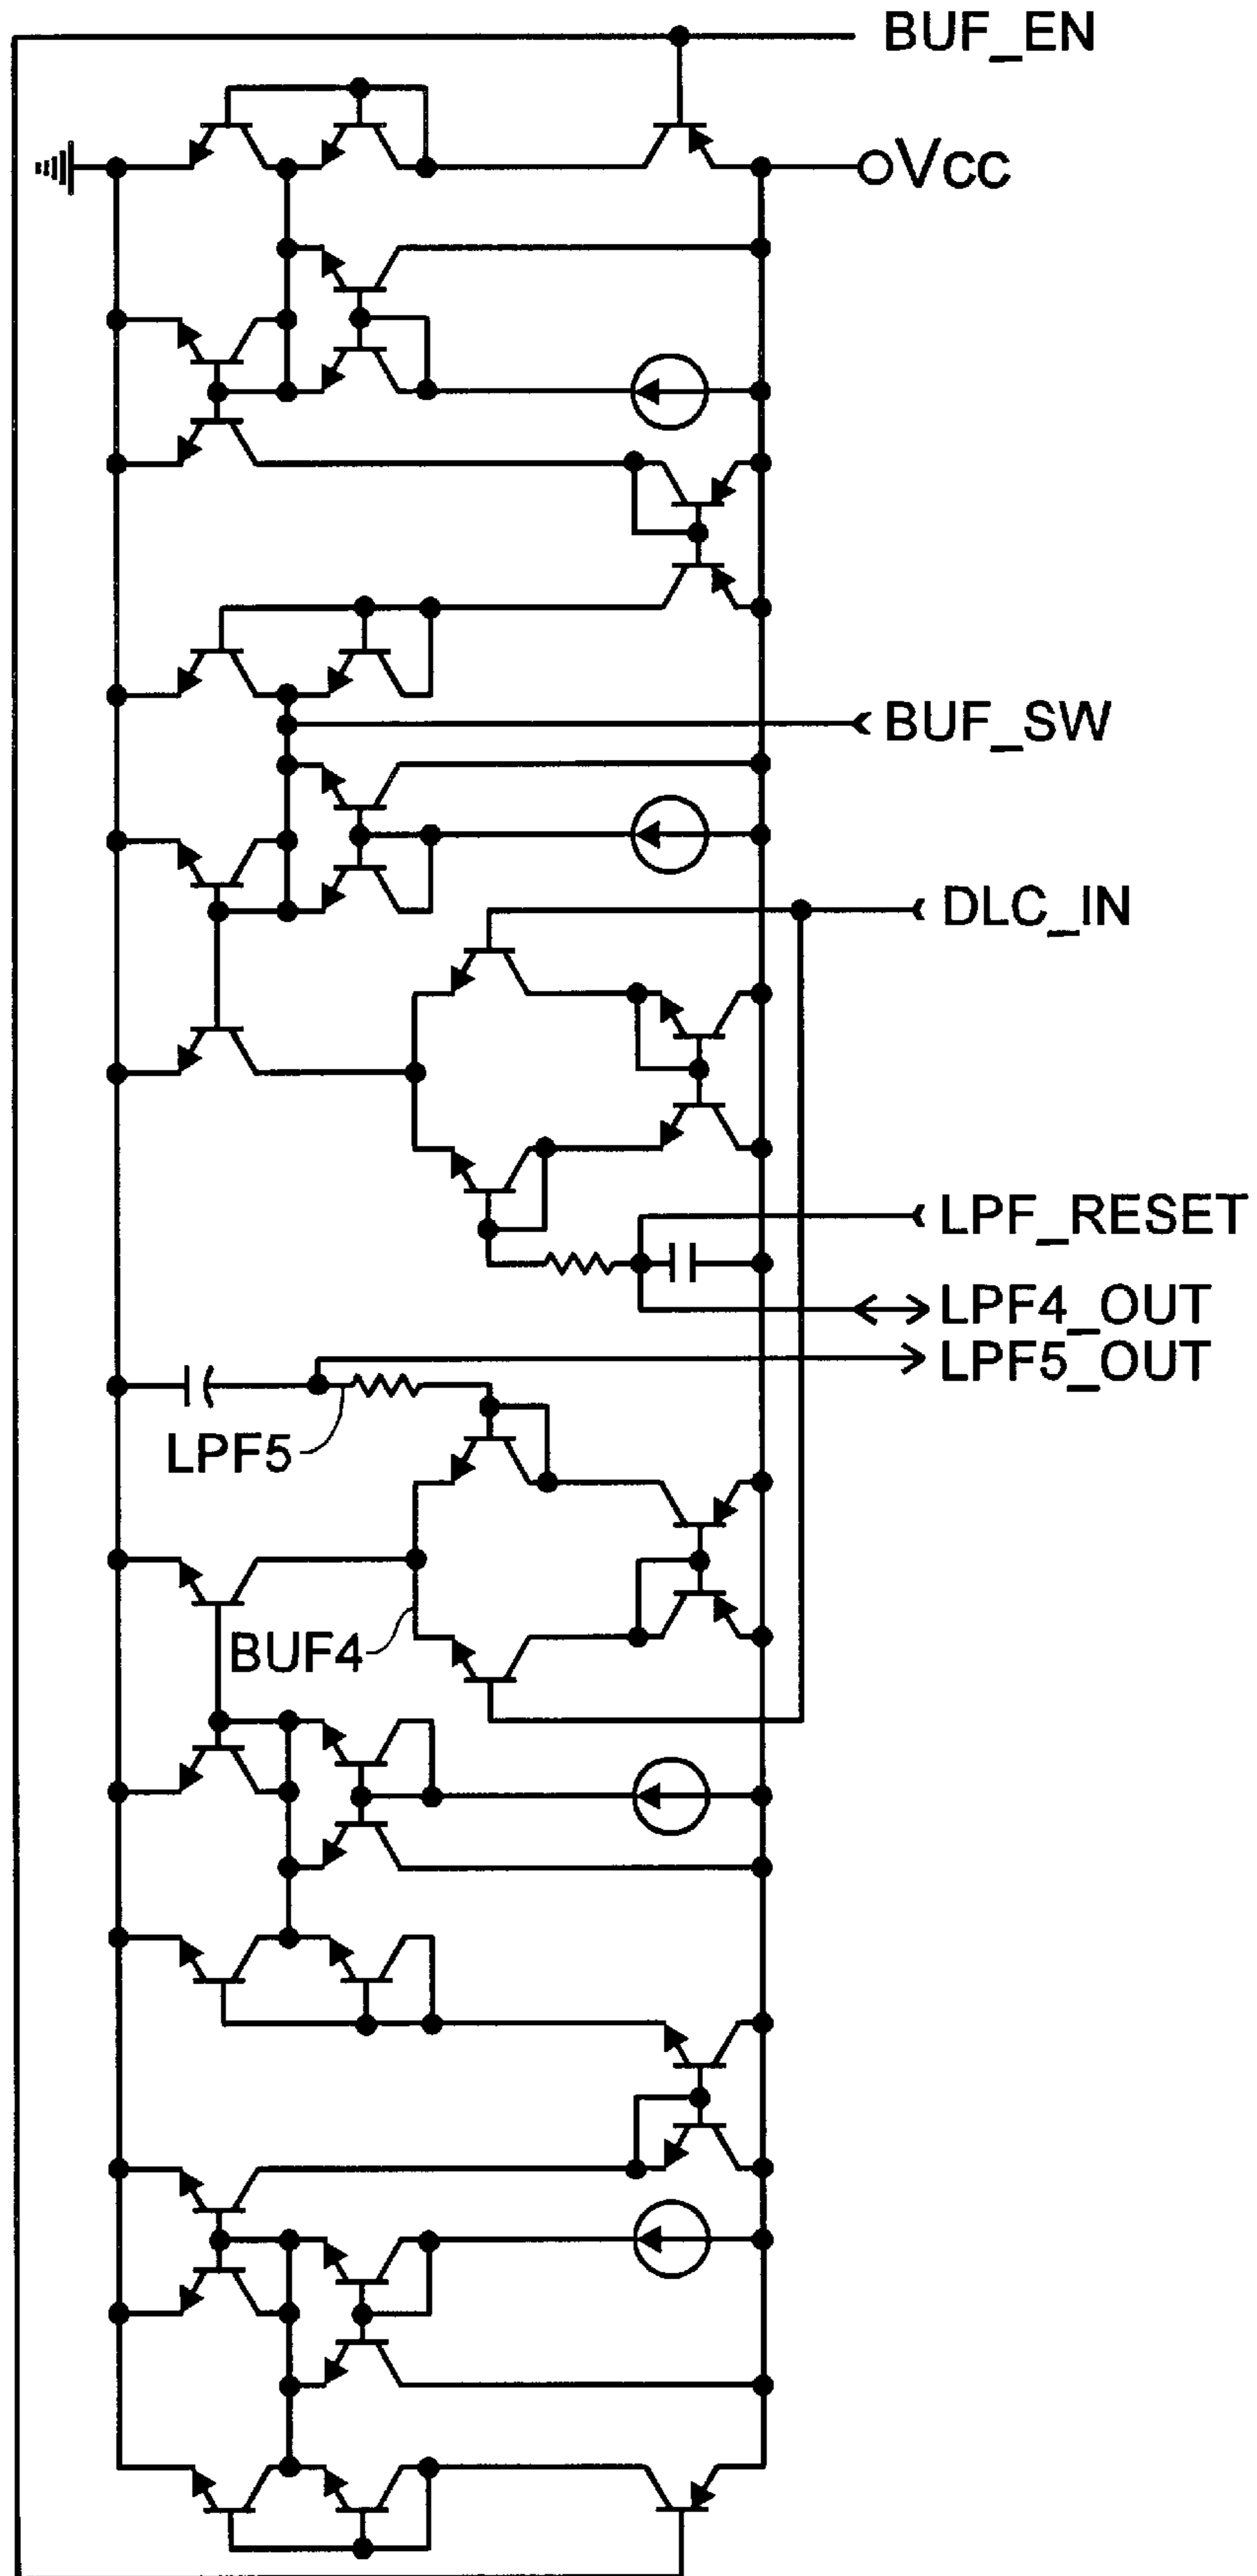 BUF_EN
Vcc
BUF_SW
DLC_IN
LPF_RESET
LPF4_OUT
LPF5_OUT
LPF5
BUF4